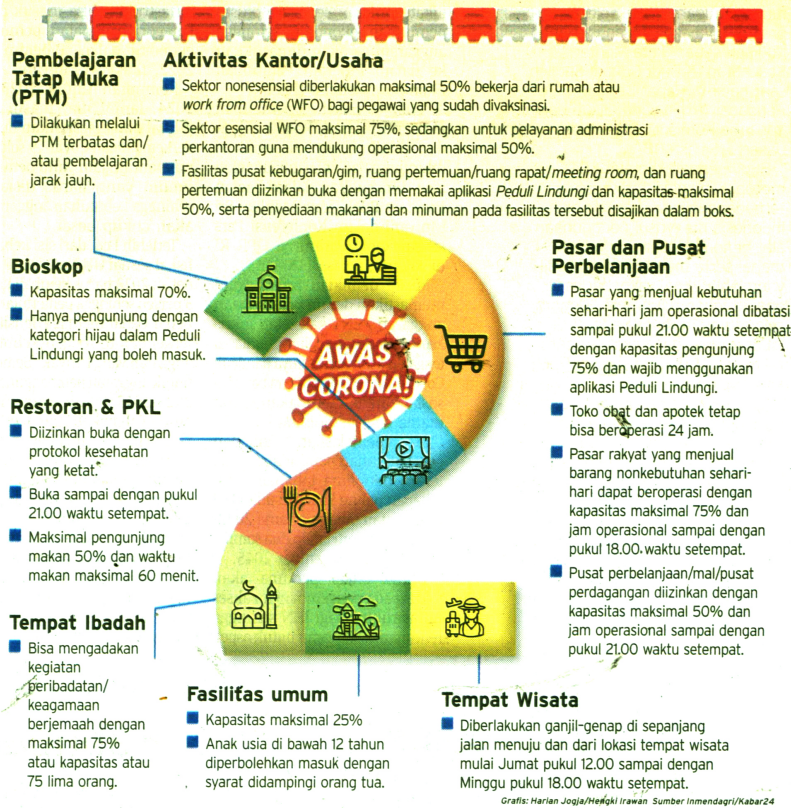 Pembelajaran
Tatap Muka
(PTM)
Dilakukan melalui
PTM terbatas dan/
atau pembelajaran
jarak jauh.
Aktivitas Kantor/Usaha
Sektor nonesensial diberlakukan maksimal 50% bekerja dari rumah atau
work from office (WFO) bagi pegawai yang sudah divaksinasi.
Sektor esensial WFO maksimal 75%, sedangkan untuk pelayanan administrasi
perkantoran guna mendukung operasional maksimal 50%.
Fasilitas pusat kebugaran/gim, ruang pertemuan/ruang rapat/meeting room, dan ruang
pertemuan diizinkan buka dengan memakai aplikasi Peduli Lindungi dan kapasitas maksimal
50%, serta penyediaan makanan dan minuman pada fasilitas tersebut disajikan dalam boks.
Bioskop
Kapasitas maksimal 70%.
Hanya pengunjung dengan
kategori hijau dalam Peduli
Lindungi yang boleh masuk.
AWAS
CORONA!
Pasar dan Pusat
Perbelanjaan
Pasar yang menjual kebutuhan
sehari-hari jam operasional dibatasi
sampai pukul 21.00 waktu setempat
dengan kapasitas pengunjung
75% dan wajib menggunakan
aplikasi Peduli Lindungi.
Toko obat dan apotek tetap
bisa beroperasi 24 jam.
Pasar rakyat yang menjual
barang nonkebutuhan sehari-
hari dapat beroperasi dengan
kapasitas maksimal 75% dan
jam operasional sampai dengan
pukul 18.00 waktu setempat.
Pusat perbelanjaan/mal/pusat
perdagangan diizinkan dengan
kapasitas maksimal 50% dan
jam operasional sampai dengan
pukul 21.00 waktu setempat.
Restoran & PKL
Diizinkan buka dengan
protokol kesehatan
yang ketat.
Buka sampai dengan pukul
21.00 waktu setempat.
Maksimal pengunjung
makan 50% dan waktu
makan maksimal 60 menit.
Tempat Ibadah
Bisa mengadakan
kegiatan
peribadatan/
keagamaan
berjemaah dengan
maksimal 75%
atau kapasitas atau
75 lima orang.
Fasilitas umum
Kapasitas maksimal 25%
Anak usia di bawah 12 tahun
diperbolehkan masuk dengan
syarat didampingi orang tua.
Tempat Wisata
Diberlakukan ganjil-genap di sepanjang
jalan menuju dan dari lokasi tempat wisata
mulai Jumat pukul 12.00 sampai dengan
Minggu pukul 18.00 waktu setempat.
Grafis: Harian Jogja/Hengki Irawan Sumber Inmendagri/Kabar24